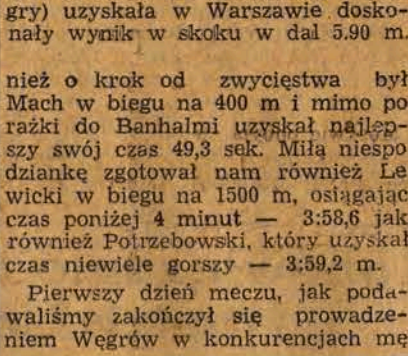 gry) uzyskała w Warszawie dosko-
nały wynik w skoku w dal 5.90 m.
nież o krok od zwycięstwa był
Mach w biegu na 400 m i mimo po
rażki do Banhalmi uzyskał najlep-
szy swój czas 49,3 sek. Miłą niespo
dziankę zgotował nam również Le
wicki w biegu na 1500 m, osiągając
czas poniżej 4 minut — 3:58,6 jak
również Potrzebowski, który uzyskał
czas niewiele gorszy — 3:59,2 m.
Pierwszy dzień meczu, jak poda-
waliśmy zakończył się prowadze-
niem Węgrów w konkurencjach mę